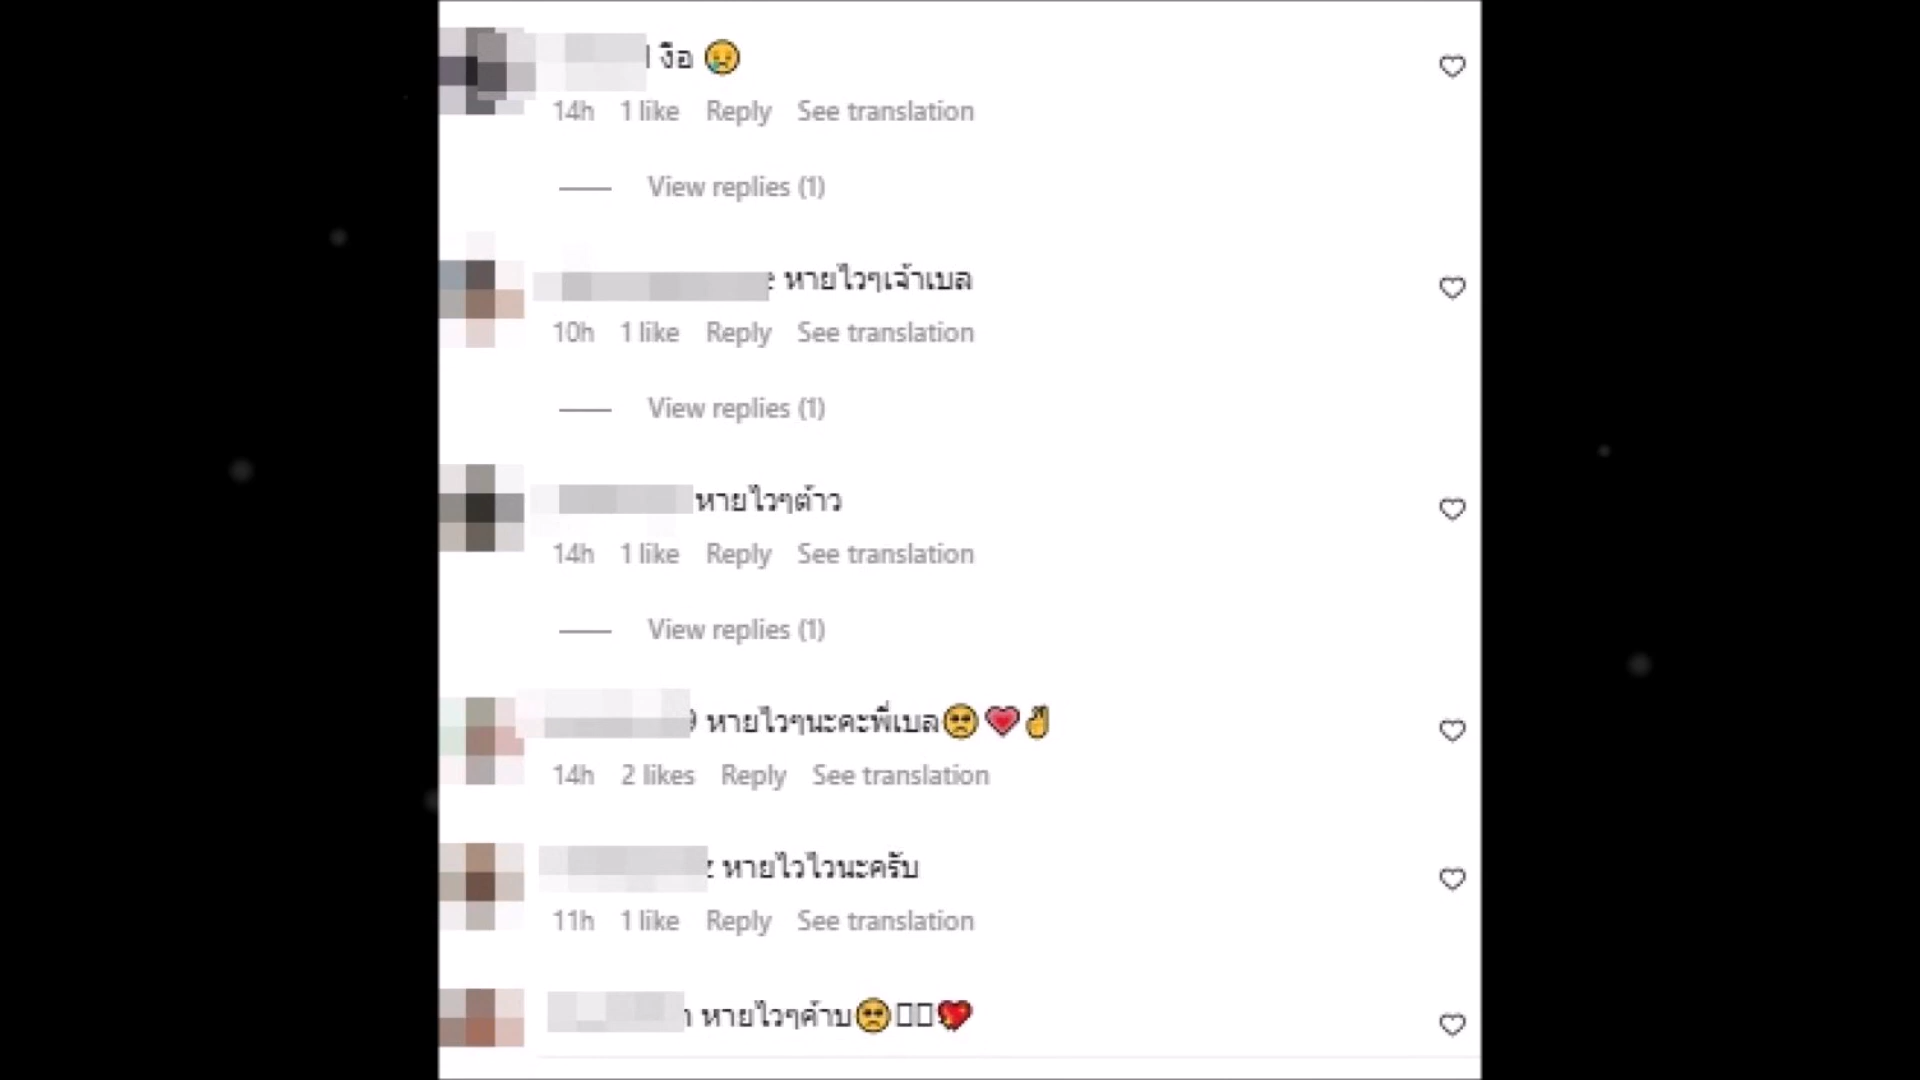 งือ 😢
14h 1 like Reply See translation
View replies (1)
หายไวๆเจ้าเบล
10h 1 like Reply See translation
View replies (1)
หายไวๆต้าว
14h 1 like Reply See translation
View replies (1)
หายไวๆนะคะพี่เบล🥺💗✌
14h 2 likes Reply See translation
หายไวไวนะครับ
11h 1 like Reply See translation
หายไวๆค้าบ🥺💖